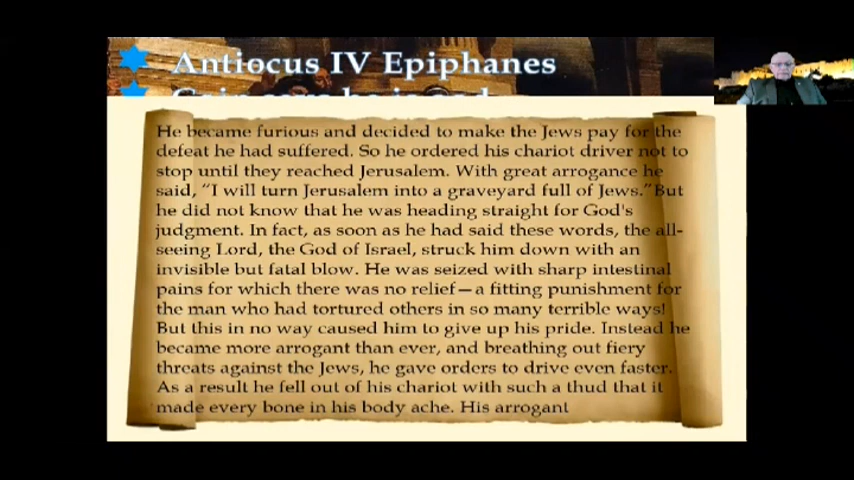 Antiocus IV Epiphanes
He became furious and decided to make the Jews pay for the
defeat he had suffered. So he ordered his chariot driver not to
stop until they reached Jerusalem. With great arrogance he
said, "I will turn Jerusalem into a graveyard full of Jews."But
he did not know that he was heading straight for God's
judgment. In fact, as soon as he had said these words, the all-
seeing Lord, the God of Israel, struck him down with an
invisible but fatal blow. He was seized with sharp intestinal
pains for which there was no relief—a fitting punishment for
the man who had tortured others in so many terrible ways!
But this in no way caused him to give up his pride. Instead he
became more arrogant than ever, and breathing out fiery
threats against the Jews, he gave orders to drive even faster.
As a result he fell out of his chariot with such a thud that it
made every bone in his body ache. His arrogant